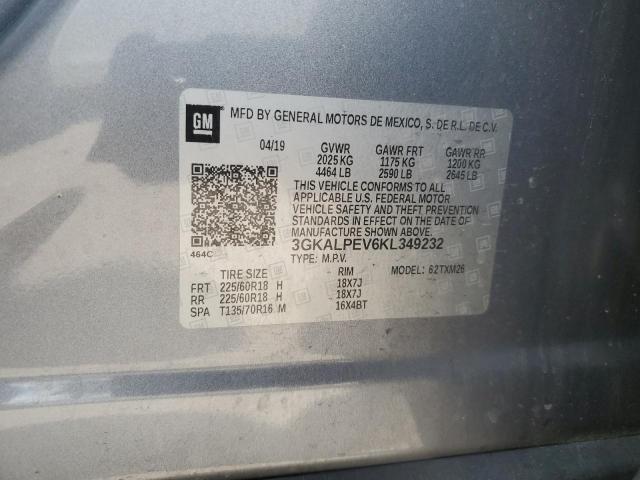 GM MFD BY GENERAL MOTORS DE MEXICO, S. DE R.L. DE C.V.
04/19 GVWR GAWR FRT GAWR RR
2025 KG 1175 KG 1200 KG
4464 LB 2590 LB 2645 LB
THIS VEHICLE CONFORMS TO ALL
APPLICABLE U.S. FEDERAL MOTOR
VEHICLE SAFETY AND THEFT PREVENTION
STANDARDS IN EFFECT ON THE DATE OF
MANUFACTURE SHOWN ABOVE.
464C 3GKALPEV6KL349232
TYPE: M.P.V.
TIRE SIZE RIM MODEL: 62TXM26
FRT 225/60R18 H 18X7J
RR 225/60R18 H 18X7J
SPA T135/70R16 M 16X4BT